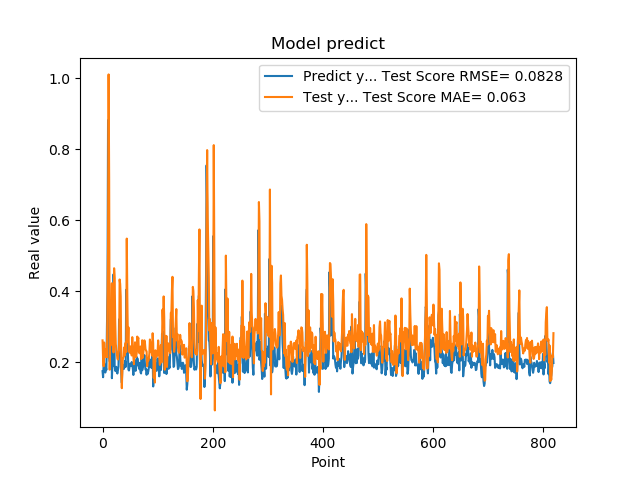 Model predict
Predict y... Test Score RMSE= 0.0828
Test y... Test Score MAE= 0.063
1.0
0.8
0.6
0.4
0.2
Real value
0
200
400
600
800
Point